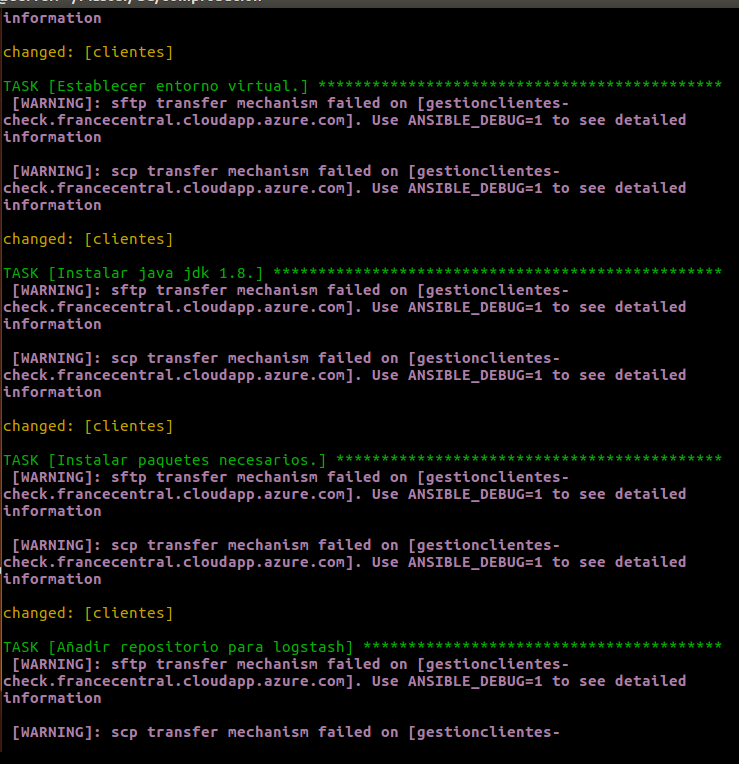 information
changed: [clientes]
TASK [Establecer entorno virtual.] *********************************************
[WARNING]: sftp transfer mechanism failed on [gestionclientes-
check.francecentral.cloudapp.azure.com]. Use ANSIBLE_DEBUG=1 to see detailed
information
[WARNING]: scp transfer mechanism failed on [gestionclientes-
check.francecentral.cloudapp.azure.com]. Use ANSIBLE_DEBUG=1 to see detailed
information
changed: [clientes]
TASK [Instalar java jdk 1.8.] **************************************************
[WARNING]: sftp transfer mechanism failed on [gestionclientes-
check.francecentral.cloudapp.azure.com]. Use ANSIBLE_DEBUG=1 to see detailed
information
[WARNING]: scp transfer mechanism failed on [gestionclientes-
check.francecentral.cloudapp.azure.com]. Use ANSIBLE_DEBUG=1 to see detailed
information
changed: [clientes]
TASK [Instalar paquetes necesarios.] *******************************************
[WARNING]: sftp transfer mechanism failed on [gestionclientes-
check.francecentral.cloudapp.azure.com]. Use ANSIBLE_DEBUG=1 to see detailed
information
[WARNING]: scp transfer mechanism failed on [gestionclientes-
check.francecentral.cloudapp.azure.com]. Use ANSIBLE_DEBUG=1 to see detailed
information
changed: [clientes]
TASK [Añadir repositorio para logstash] ****************************************
[WARNING]: sftp transfer mechanism failed on [gestionclientes-
check.francecentral.cloudapp.azure.com]. Use ANSIBLE_DEBUG=1 to see detailed
information
[WARNING]: scp transfer mechanism failed on [gestionclientes-